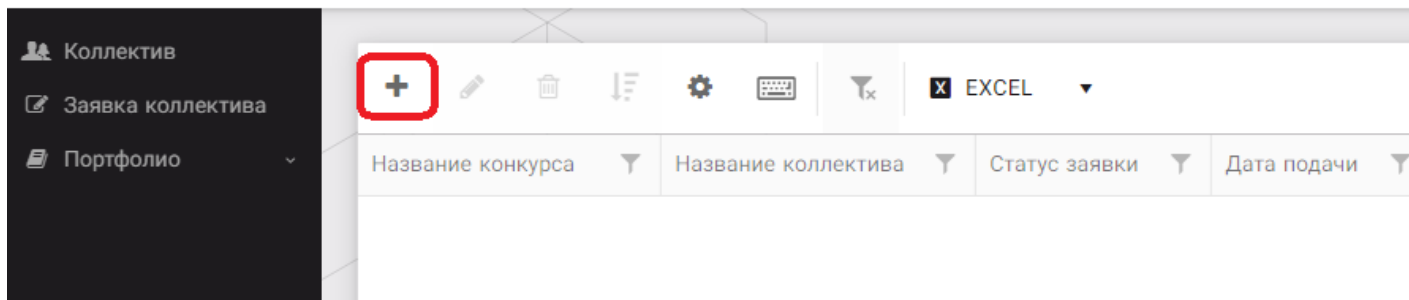 Коллектив
Заявка коллектива
Портфолио
X EXCEL
Название конкурса Название коллектива Статус заявки Дата подачи